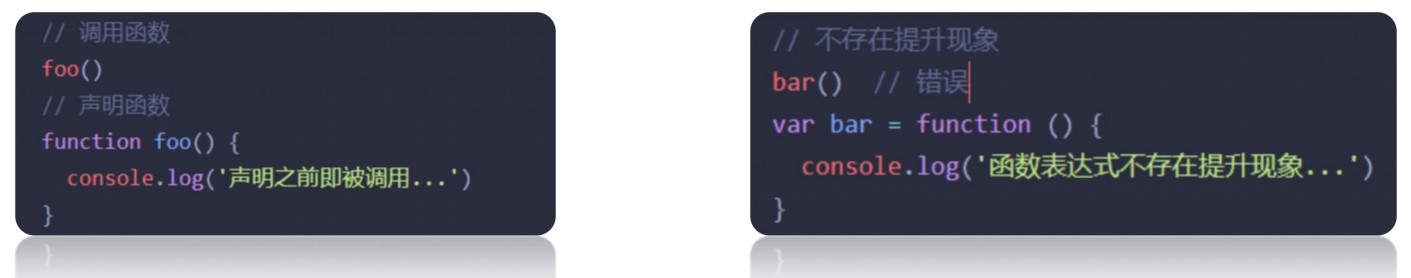 // 调用函数
foo()
// 声明函数
function foo() {
  console.log('声明之前即被调用...')
}
// 不存在提升现象
bar()  // 错误
var bar = function () {
  console.log('函数表达式不存在提升现象...')
}